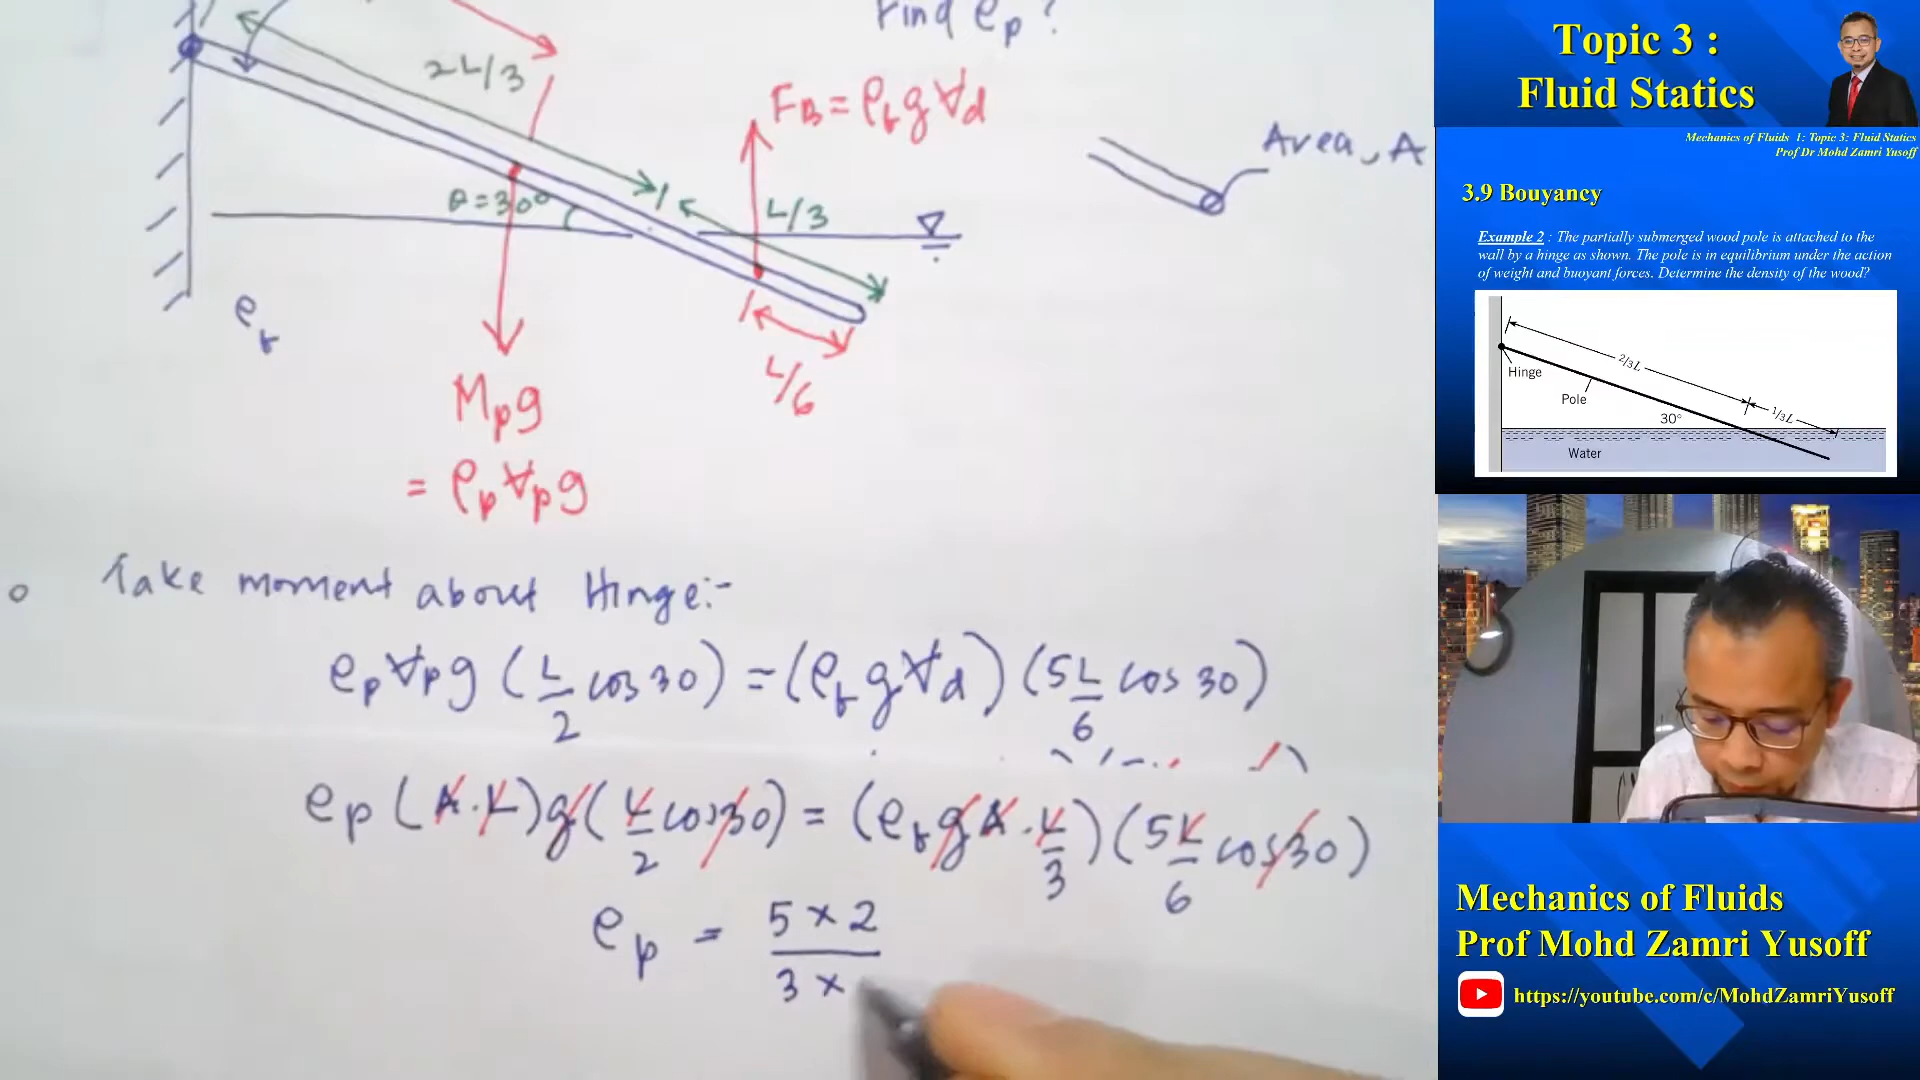 Find ρp?
2L/3
FB = ρf g ∀d
Area, A
θ = 30°
L/3
ρf
L/6
Mpg
= ρp ∀p g
Take moment about Hinge:-
ρp ∀p g (L/2 cos 30) = (ρf g ∀d) (5L/6 cos 30)
ρp (A·L) g (L/2 cos 30) = (ρf g A·L/3) (5L/6 cos 30)
ρp = 5 × 2
3 ×
Topic 3 :
Fluid Statics
Mechanics of Fluids 1: Topic 3: Fluid Statics
Prof Dr Mohd Zamri Yusoff
3.9 Bouyancy
Example 2 : The partially submerged wood pole is attached to the
wall by a hinge as shown. The pole is in equilibrium under the action
of weight and buoyant forces. Determine the density of the wood?
2/3L
Hinge
Pole
1/3L
30°
Water
Mechanics of Fluids
Prof Mohd Zamri Yusoff
https://youtube.com/c/MohdZamriYusoff